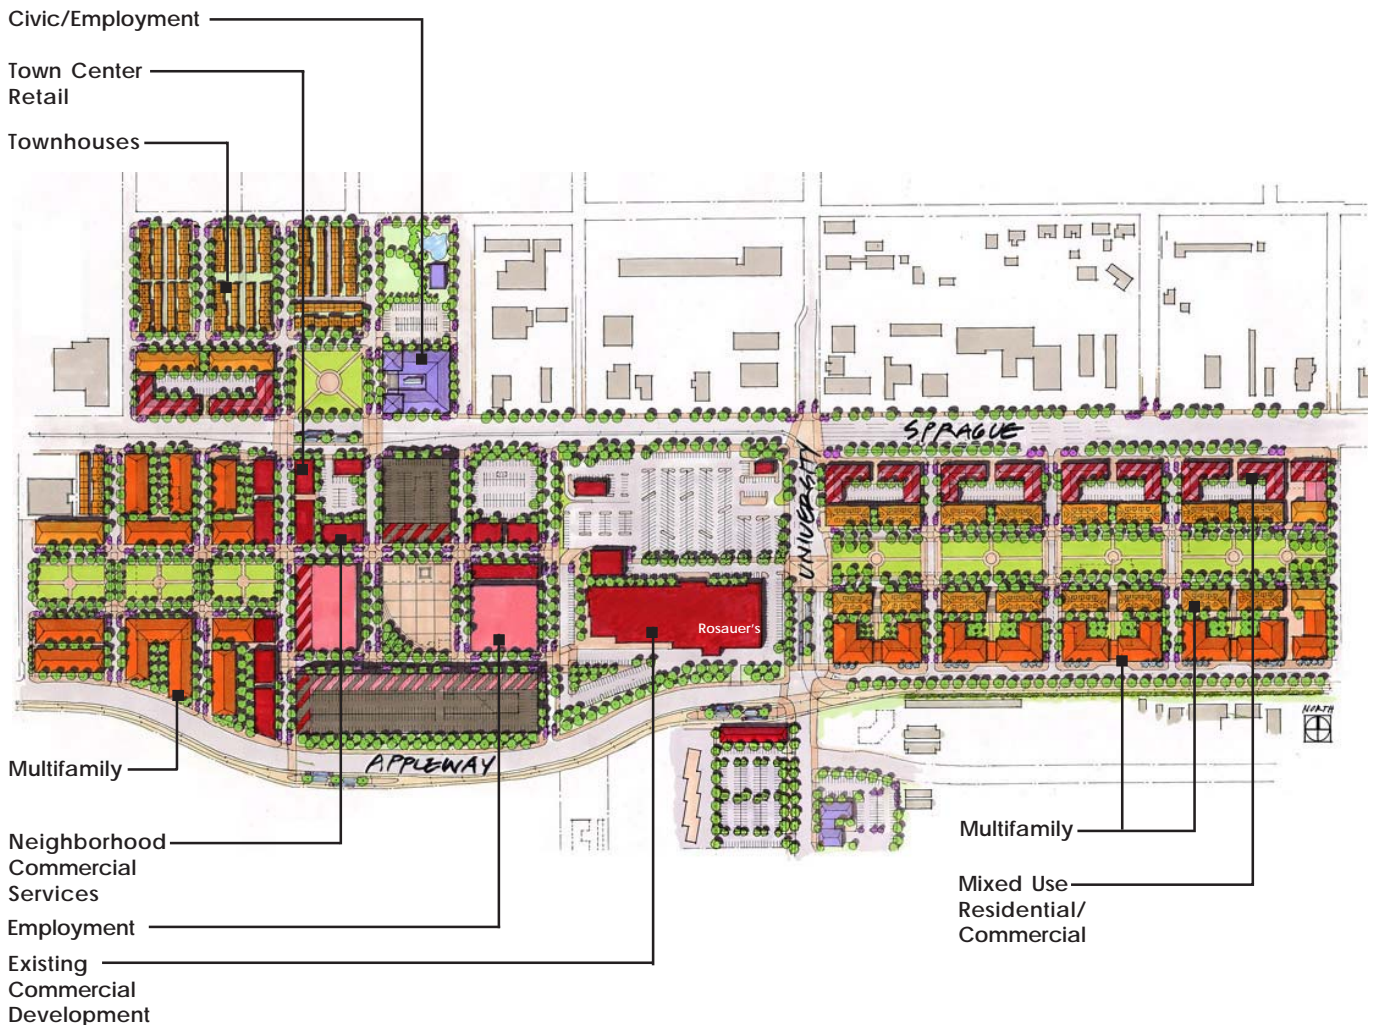 Civic/Employment
Town Center
Retail
Townhouses
SPRAGUE
UNIVERSITY
Rosauer's
NORTH
APPLEWAY
Multifamily
Neighborhood
Commercial
Services
Employment
Existing
Commercial
Development
Multifamily
Mixed Use
Residential/
Commercial